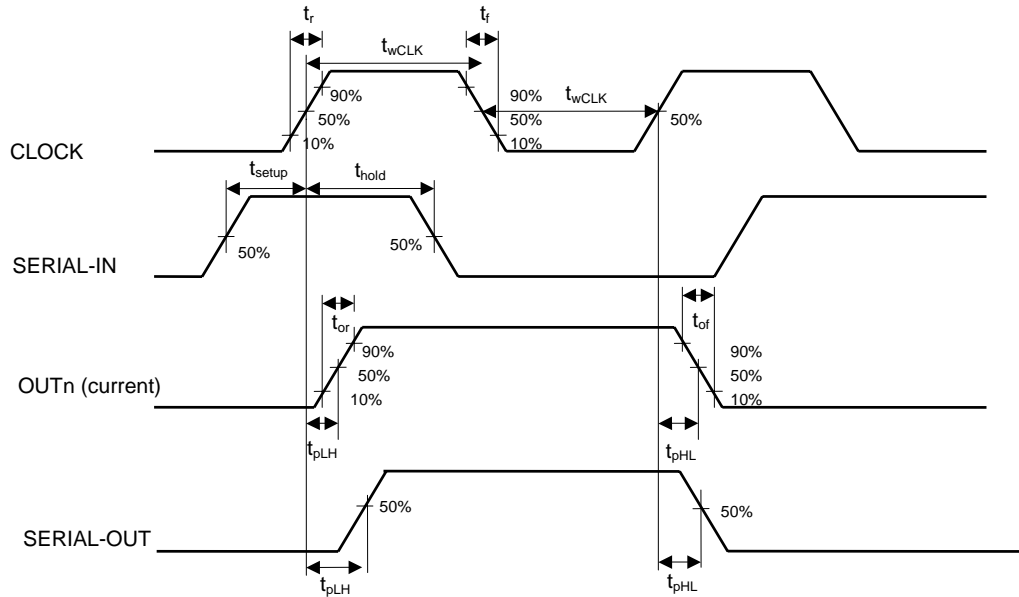 tr
tf
twCLK
90%
90%
twCLK
50%
50%
50%
10%
10%
CLOCK
tsetup
thold
50%
50%
SERIAL-IN
tor
tof
90%
90%
50%
50%
OUTn (current)
10%
10%
tpLH
tpHL
50%
50%
SERIAL-OUT
tpLH
tpHL